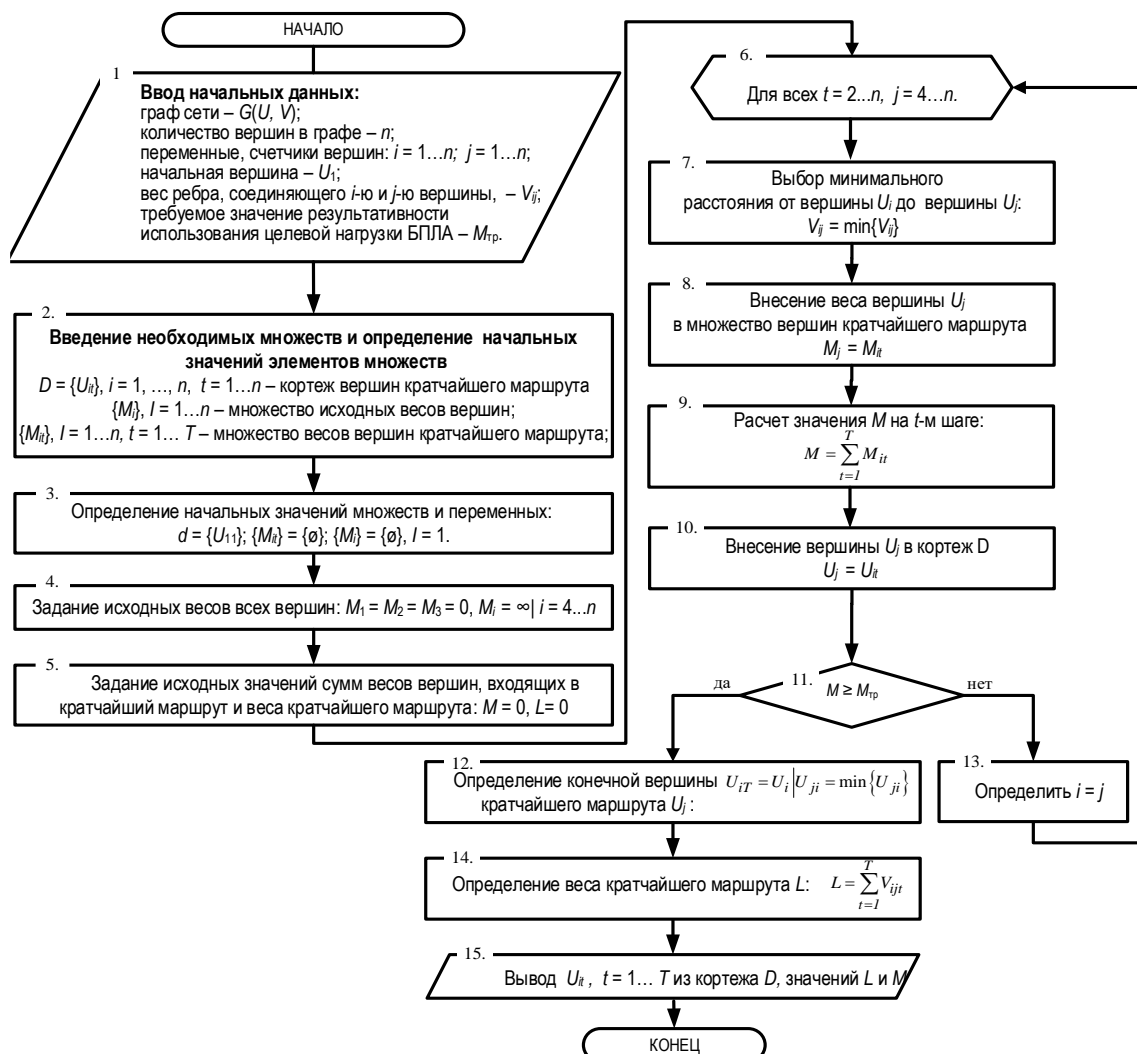 НАЧАЛО
1
Ввод начальных данных:
граф сети – G(U, V);
количество вершин в графе – n;
переменные, счетчики вершин: i = 1…n; j = 1…n;
начальная вершина – U₁;
вес ребра, соединяющего i-ю и j-ю вершины, – Vᵢⱼ;
требуемое значение результативности
использования целевой нагрузки БПЛА – Mтр.
2.
Введение необходимых множеств и определение начальных
значений элементов множеств
D = {Uit}, i = 1, …, n, t = 1…n – кортеж вершин кратчайшего маршрута
{Mi}, I = 1…n – множество исходных весов вершин;
{Mit}, I = 1…n, t = 1… T – множество весов вершин кратчайшего маршрута;
3.
Определение начальных значений множеств и переменных:
d = {U11}; {Mit} = {ø}; {Mi} = {ø}, I = 1.
4.
Задание исходных весов всех вершин: M1 = M2 = M3 = 0, Mi = ∞| i = 4...n
5.
Задание исходных значений сумм весов вершин, входящих в
кратчайший маршрут и веса кратчайшего маршрута: M = 0, L= 0
6.
Для всех t = 2...n, j = 4…n.
7.
Выбор минимального
расстояния от вершины Ui до вершины Uj:
Vij = min{Vij}
8.
Внесение веса вершины Uj
в множество вершин кратчайшего маршрута
Mj = Mit
9.
Расчет значения M на t-м шаге:
M = ∑ t=1 T Mit
10.
Внесение вершины Uj в кортеж D
Uj = Uit
11.
M ≥ Mтр
да
нет
12.
Определение конечной вершины UiT = Ui |Uji = min{Uji}
кратчайшего маршрута Uj :
13.
Определить i = j
14.
Определение веса кратчайшего маршрута L: L = ∑ t=1 T Vijt
15.
Вывод Uit , t = 1… T из кортежа D, значений L и M
КОНЕЦ